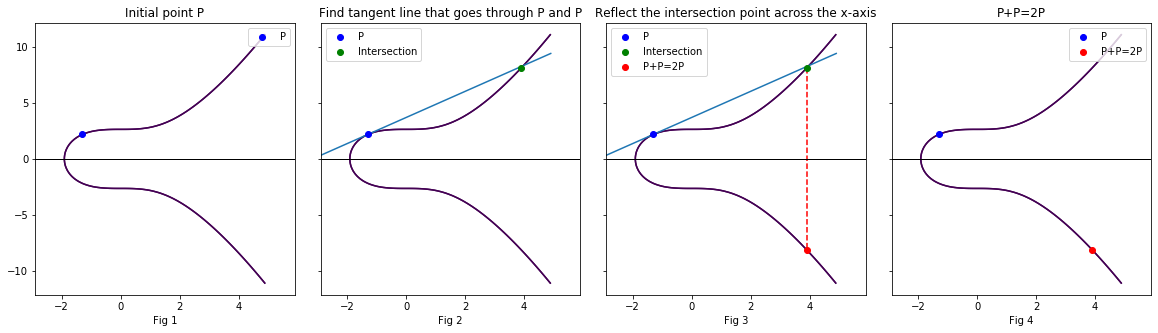 Initial point P
P
10
5
0
−5
−10
−2
0
2
4
Fig 1
Find tangent line that goes through P and P
P
Intersection
−2
0
2
4
Fig 2
Reflect the intersection point across the x-axis
P
Intersection
P+P=2P
−2
0
2
4
Fig 3
P+P=2P
P
P+P=2P
−2
0
2
4
Fig 4